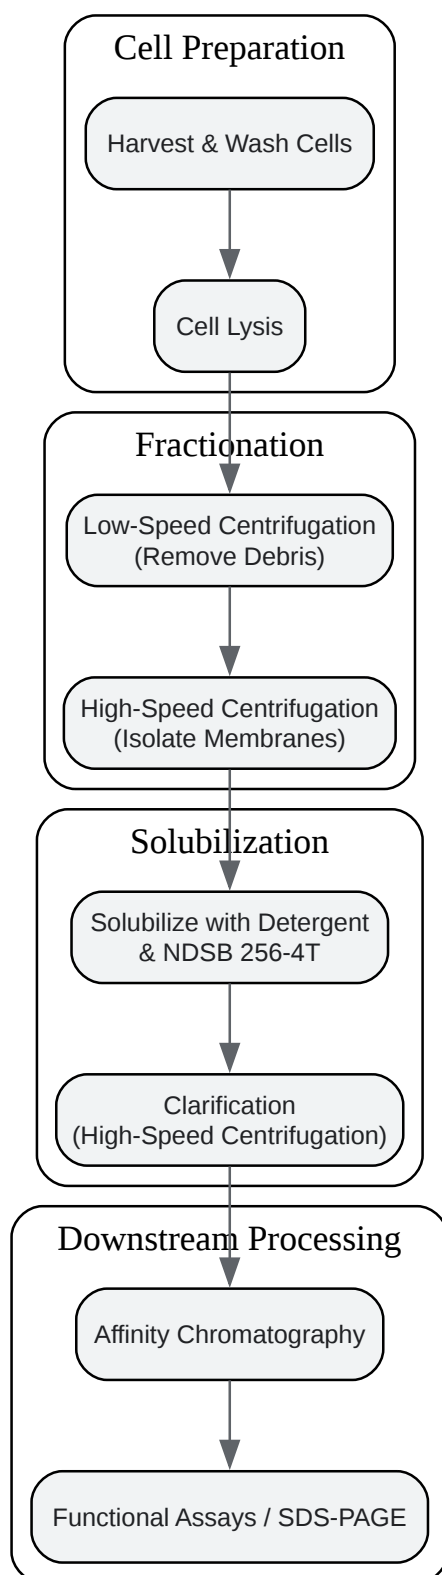 Cell Preparation
Harvest & Wash Cells
Cell Lysis
Fractionation
Low-Speed Centrifugation
(Remove Debris)
High-Speed Centrifugation
(Isolate Membranes)
Solubilization
Solubilize with Detergent
& NDSB 256-4T
Clarification
(High-Speed Centrifugation)
Downstream Processing
Affinity Chromatography
Functional Assays / SDS-PAGE